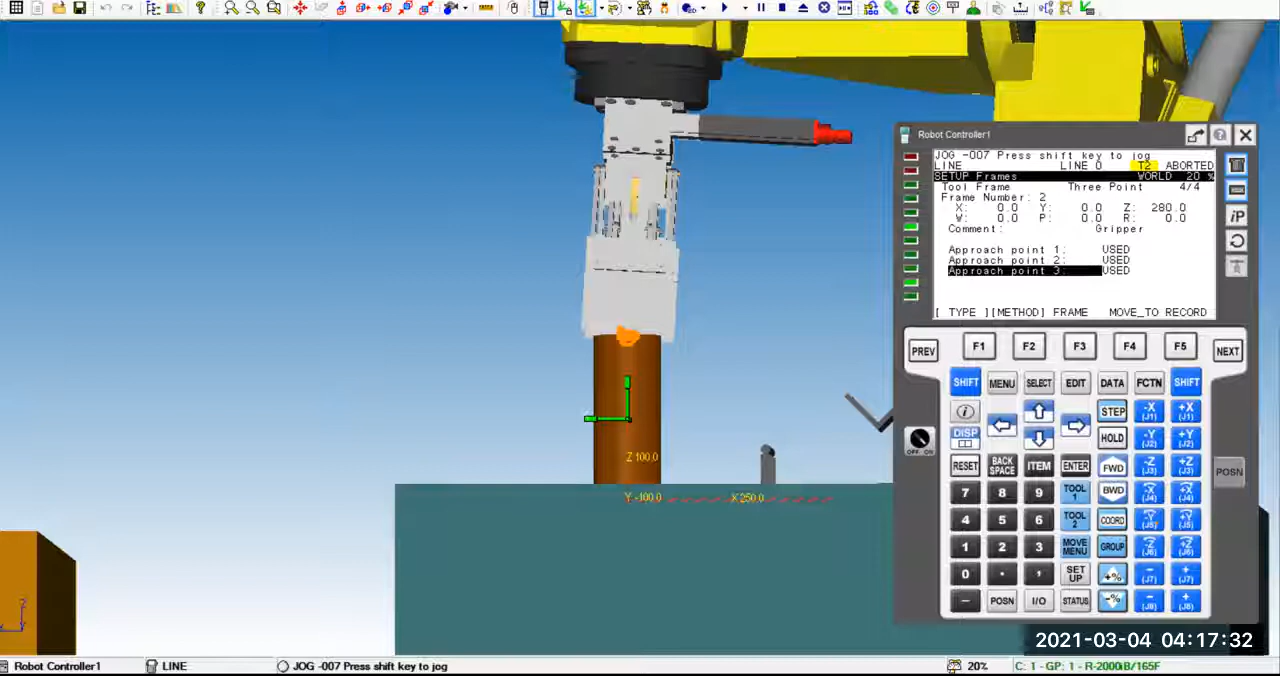 Robot Controller1
JOG -007 Press shift key to jog
LINE LINE 0 T2 ABORTED
SETUP Frames WORLD 20 %
Tool Frame Three Point 4/4
Frame Number: 2
X: 0.0 Y: 0.0 Z: 280.0
W: 0.0 P: 0.0 R: 0.0
Comment: Gripper
Approach point 1: USED
Approach point 2: USED
Approach point 3: USED
[ TYPE ][METHOD] FRAME MOVE_TO RECORD
iP
PREV F1 F2 F3 F4 F5 NEXT
SHIFT MENU SELECT EDIT DATA FCTN SHIFT
i STEP -X (J1) +X (J1)
OFF ON DISP HOLD -Y (J2) +Y (J2)
RESET BACK SPACE ITEM ENTER FWD -Z (J3) +Z (J3)
POSN
7 8 9 TOOL 1 BWD -X (J4) +X (J4)
4 5 6 TOOL 2 COORD -Y (J5) +Y (J5)
1 2 3 MOVE MENU GROUP -Z (J6) +Z (J6)
0 . , SET UP +% - (J7) + (J7)
- POSN I/O STATUS -% - (J8) + (J8)
Z 100.0
Y -100.0 X 250.0
Z
2021-03-04 04:17:32
Robot Controller1 LINE JOG -007 Press shift key to jog 20% C: 1 - GP: 1 - R-2000iB/165F